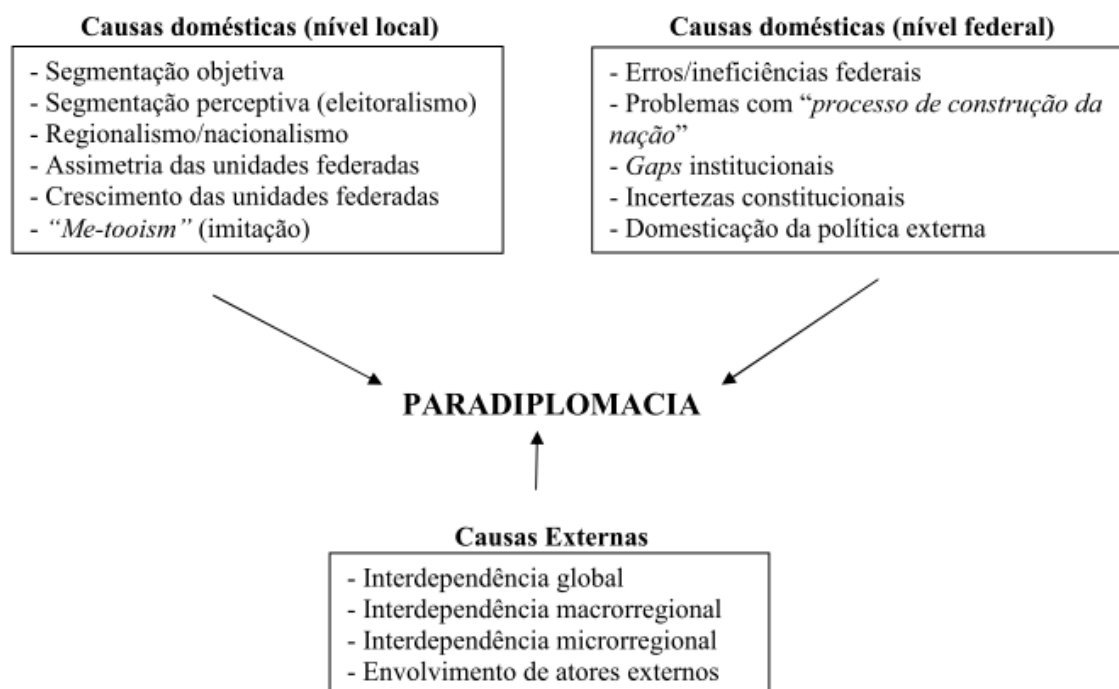 Causas domésticas (nível local)
- Segmentação objetiva
- Segmentação perceptiva (eleitoralismo)
- Regionalismo/nacionalismo
- Assimetria das unidades federadas
- Crescimento das unidades federadas
- “Me-tooism” (imitação)
Causas domésticas (nível federal)
- Erros/ineficiências federais
- Problemas com “processo de construção da
nação”
- Gaps institucionais
- Incertezas constitucionais
- Domesticação da política externa
PARADIPLOMACIA
Causas Externas
- Interdependência global
- Interdependência macrorregional
- Interdependência microrregional
- Envolvimento de atores externos